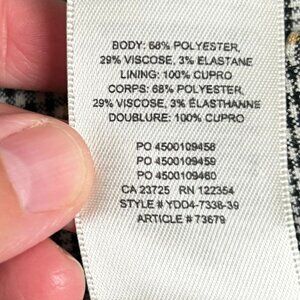 BODY: 68% POLYESTER,
29% VISCOSE, 3% ELASTANE
LINING: 100% CUPRO
CORPS: 68% POLYESTER,
29% VISCOSE, 3% ÉLASTHANNE
DOUBLURE: 100% CUPRO
PO 4500109458
PO 4500109459
PO 4500109460
CA 23725 RN 122354
STYLE # YDD4-7338-39
ARTICLE # 73679